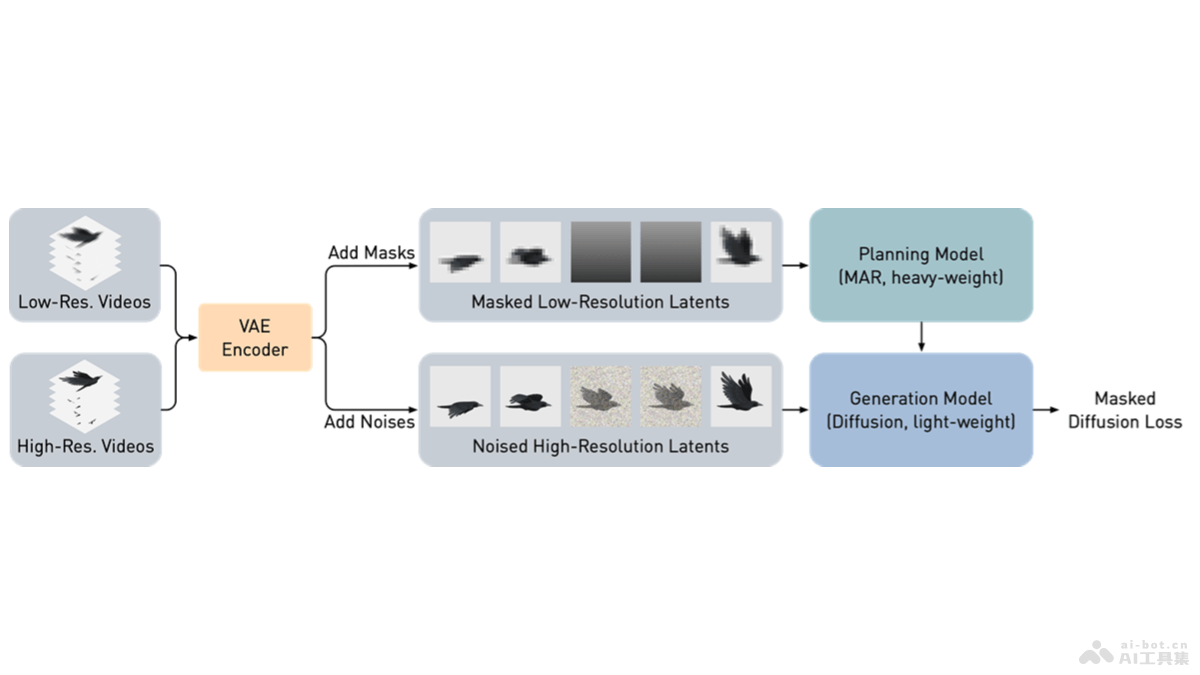 Low-Res. Videos
High-Res. Videos
VAE
Encoder
Add Masks
Add Noises
Masked Low-Resolution Latents
Noised High-Resolution Latents
Planning Model
(MAR, heavy-weight)
Generation Model
(Diffusion, light-weight)
Masked
Diffusion Loss
ai-bot.cn
AI工具集